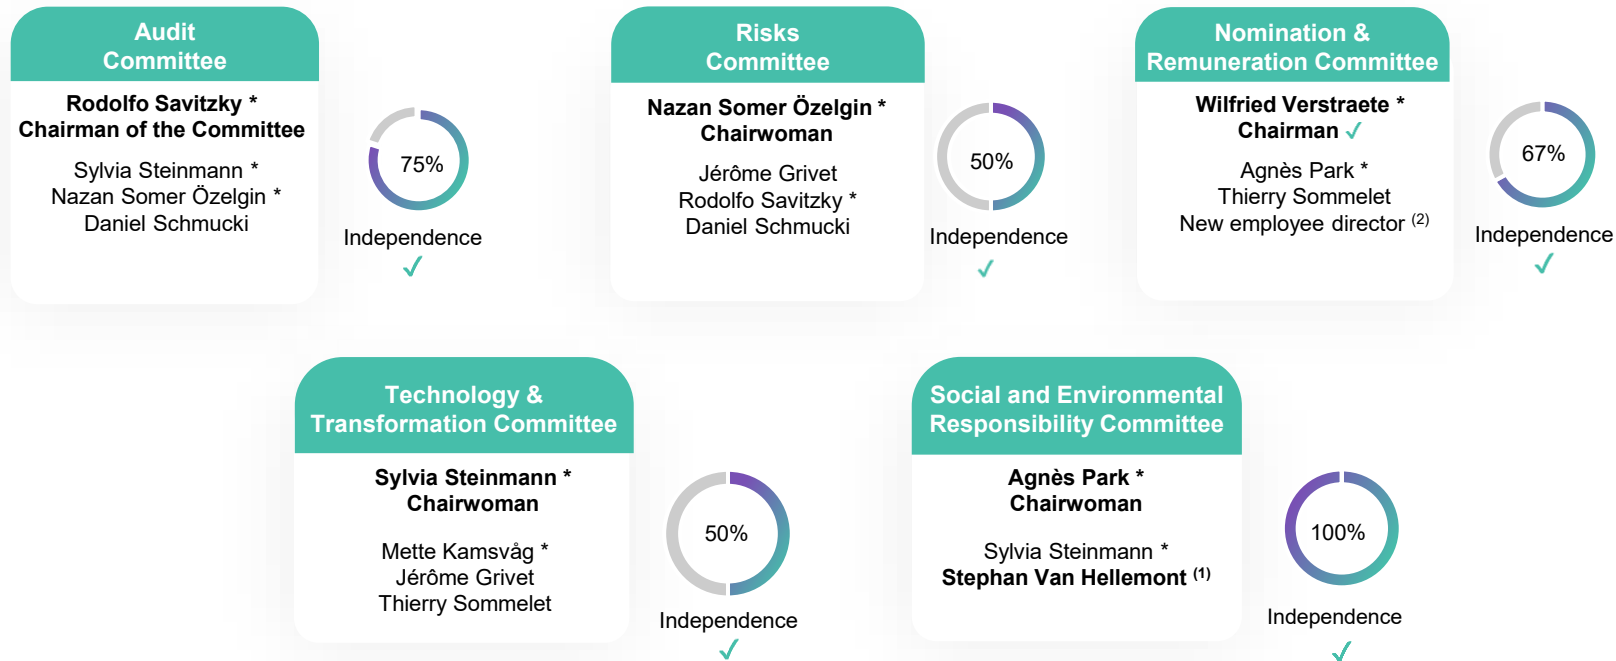 Audit
Committee
Rodolfo Savitzky *
Chairman of the Committee
Sylvia Steinmann *
Nazan Somer Özelgin *
Daniel Schmucki
75%
Independence
✓
Risks
Committee
Nazan Somer Özelgin *
Chairwoman
Jérôme Grivet
Rodolfo Savitzky *
Daniel Schmucki
50%
Independence
✓
Nomination &
Remuneration Committee
Wilfried Verstraete *
Chairman ✓
Agnès Park *
Thierry Sommelet
New employee director (2)
67%
Independence
✓
Technology &
Transformation Committee
Sylvia Steinmann *
Chairwoman
Mette Kamsvåg *
Jérôme Grivet
Thierry Sommelet
50%
Independence
✓
Social and Environmental
Responsibility Committee
Agnès Park *
Chairwoman
Sylvia Steinmann *
Stephan Van Hellemont (1)
100%
Independence
✓